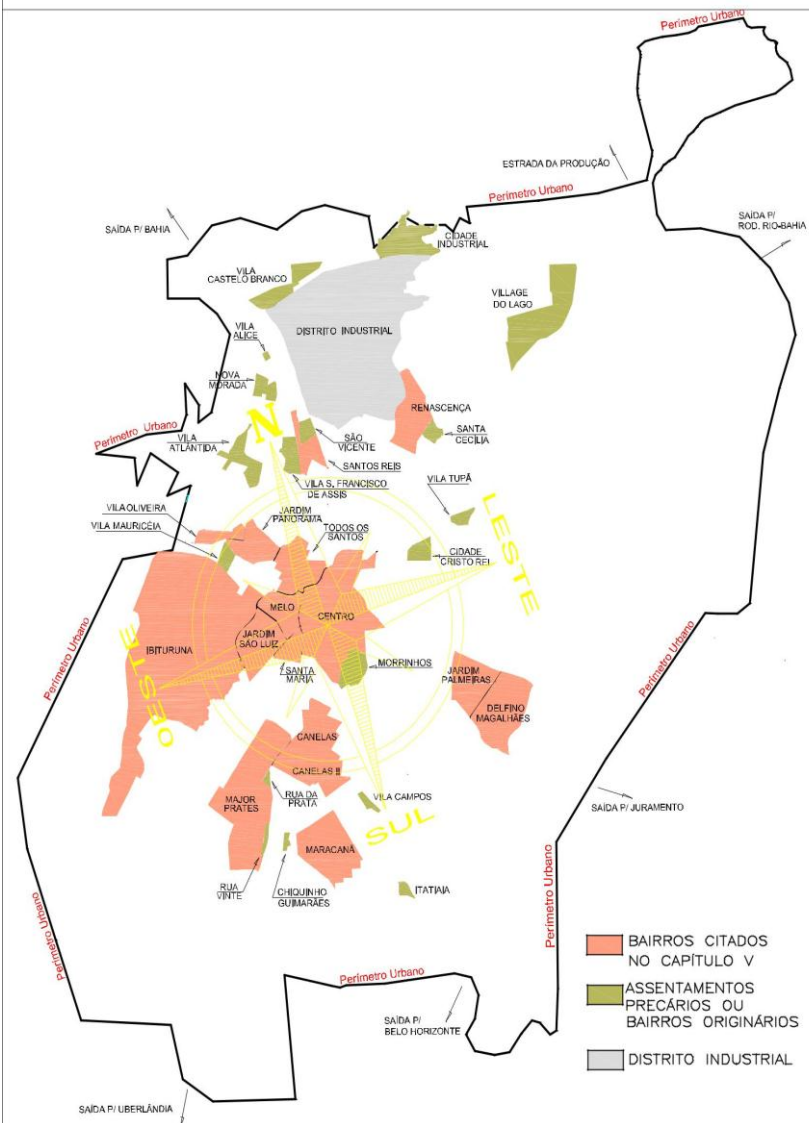 Perímetro Urbano
ESTRADA DA PRODUÇÃO
Perímetro Urbano
SAÍDA P/
ROD. RIO-BAHIA
SAÍDA P/ BAHIA
CIDADE
INDUSTRIAL
VILA
CASTELO BRANCO
VILLAGE
DO LAGO
VILA
ALICE
DISTRITO INDUSTRIAL
NOVA
MORADA
RENASCENÇA
N
Perímetro Urbano
VILA
ATLÂNTIDA
SÃO
VICENTE
SANTA
CECÍLIA
SANTOS REIS
VILA S. FRANCISCO
DE ASSIS
VILA TUPÃ
LESTE
VILA OLIVEIRA
JARDIM
PANORAMA
VILA MAURICÉIA
TODOS OS
SANTOS
CIDADE
CRISTO REI
MELO
CENTRO
IBITURUNA
JARDIM
SÃO LUIZ
OESTE
SANTA
MARIA
MORRINHOS
JARDIM
PALMEIRAS
Perímetro Urbano
Perímetro Urbano
DELFINO
MAGALHÃES
CANELAS
CANELAS II
MAJOR
PRATES
RUA DA
PRATA
VILA CAMPOS
SAÍDA P/ JURAMENTO
SUL
MARACANÃ
RUA
VINTE
CHIQUINHO
GUIMARÃES
ITATIAIA
Perímetro Urbano
Perímetro Urbano
Perímetro Urbano
SAÍDA P/
BELO HORIZONTE
SAÍDA P/ UBERLÂNDIA
BAIRROS CITADOS
NO CAPÍTULO V
ASSENTAMENTOS
PRECÁRIOS OU
BAIRROS ORIGINÁRIOS
DISTRITO INDUSTRIAL